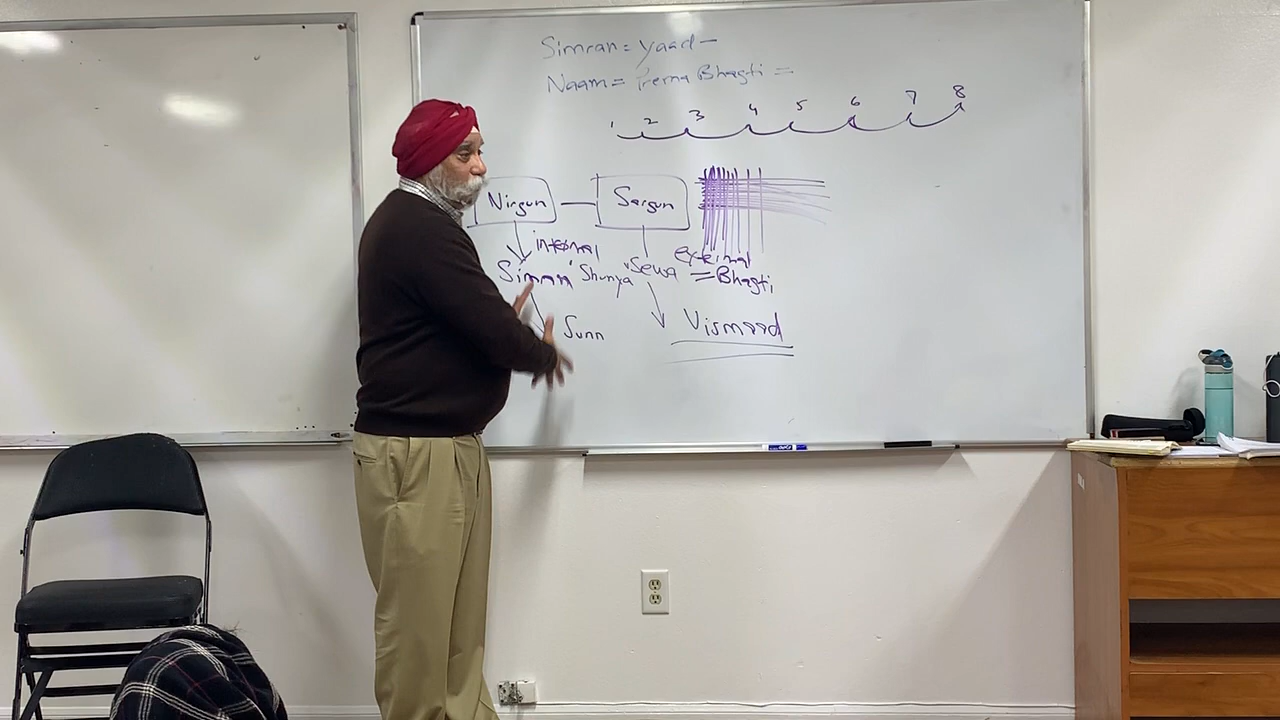 Simran = Yaad –
Naam = Prema Bhagti =
1 2 3 4 5 6 7 8
Nirgun — Sargun
internal external
Simran Shunya Sewa = Bhagti
Sunn Vismaad